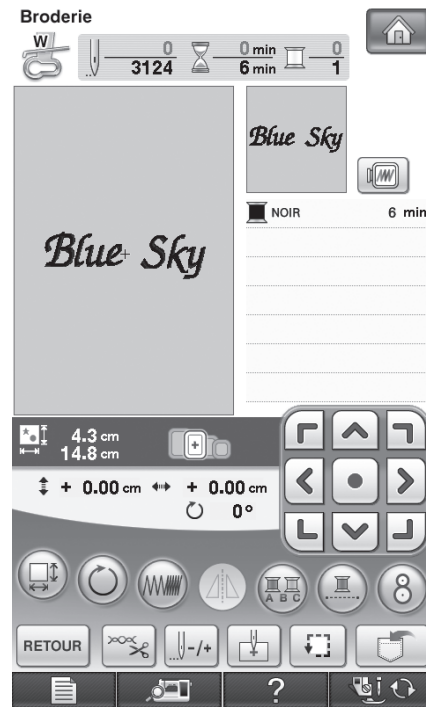 Broderie
W
0 0 min 0
3124 6 min 1
Blue Sky
NOIR 6 min
Blue Sky
4.3 cm
14.8 cm
+ 0.00 cm + 0.00 cm
0°
A B C
8
RETOUR
-/+
?